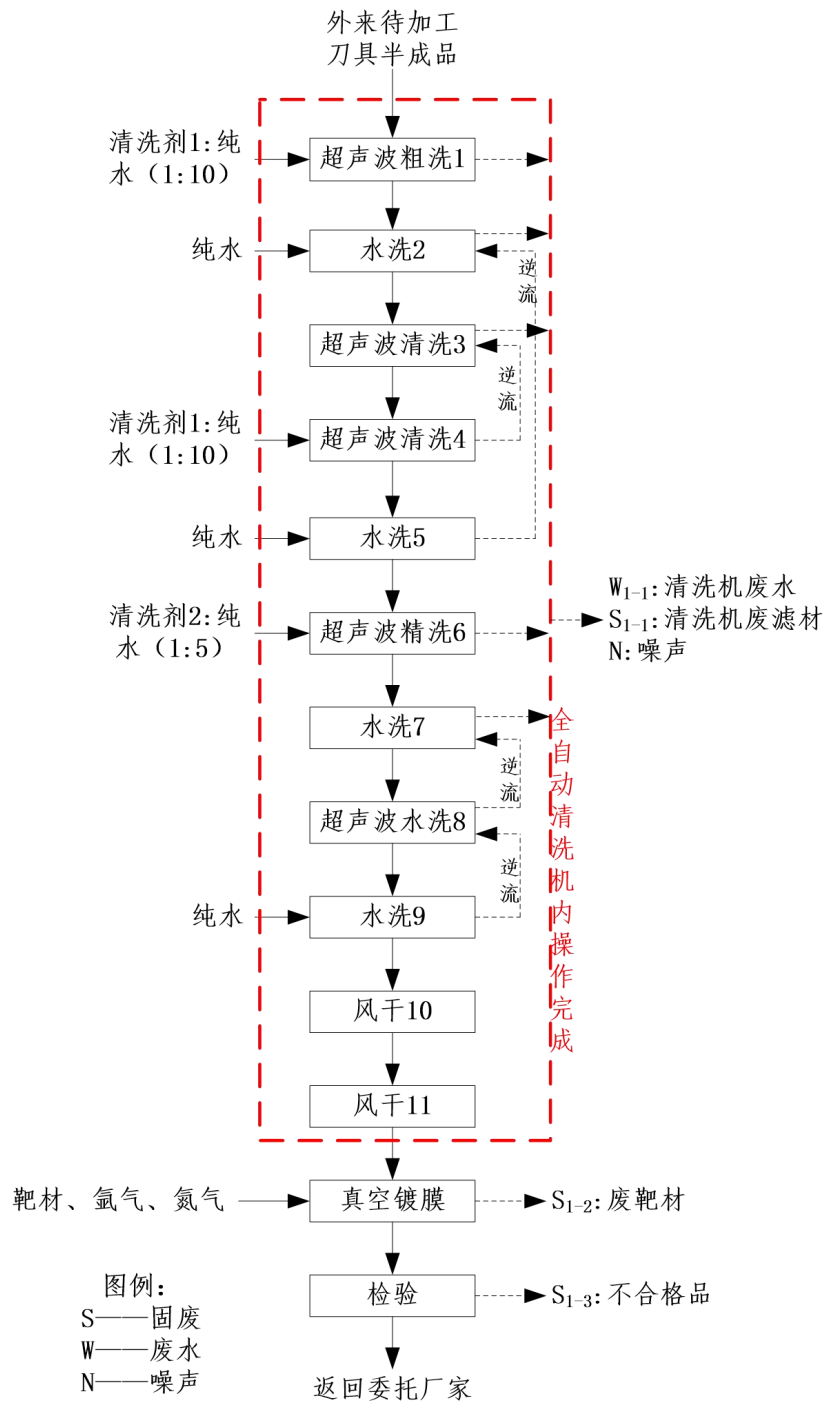 外来待加工
刀具半成品
清洗剂1:纯
水（1:10）
超声波粗洗1
纯水
水洗2
逆
流
超声波清洗3
逆
流
清洗剂1:纯
水（1:10）
超声波清洗4
纯水
水洗5
清洗剂2:纯
水（1:5）
超声波精洗6
W1-1:清洗机废水
S1-1:清洗机废滤材
N:噪声
水洗7
逆
流
超声波水洗8
逆
流
纯水
水洗9
全
自
动
清
洗
机
内
操
作
完
成
风干10
风干11
靶材、氩气、氮气
真空镀膜
S1-2:废靶材
检验
S1-3:不合格品
图例：
S——固废
W——废水
N——噪声
返回委托厂家